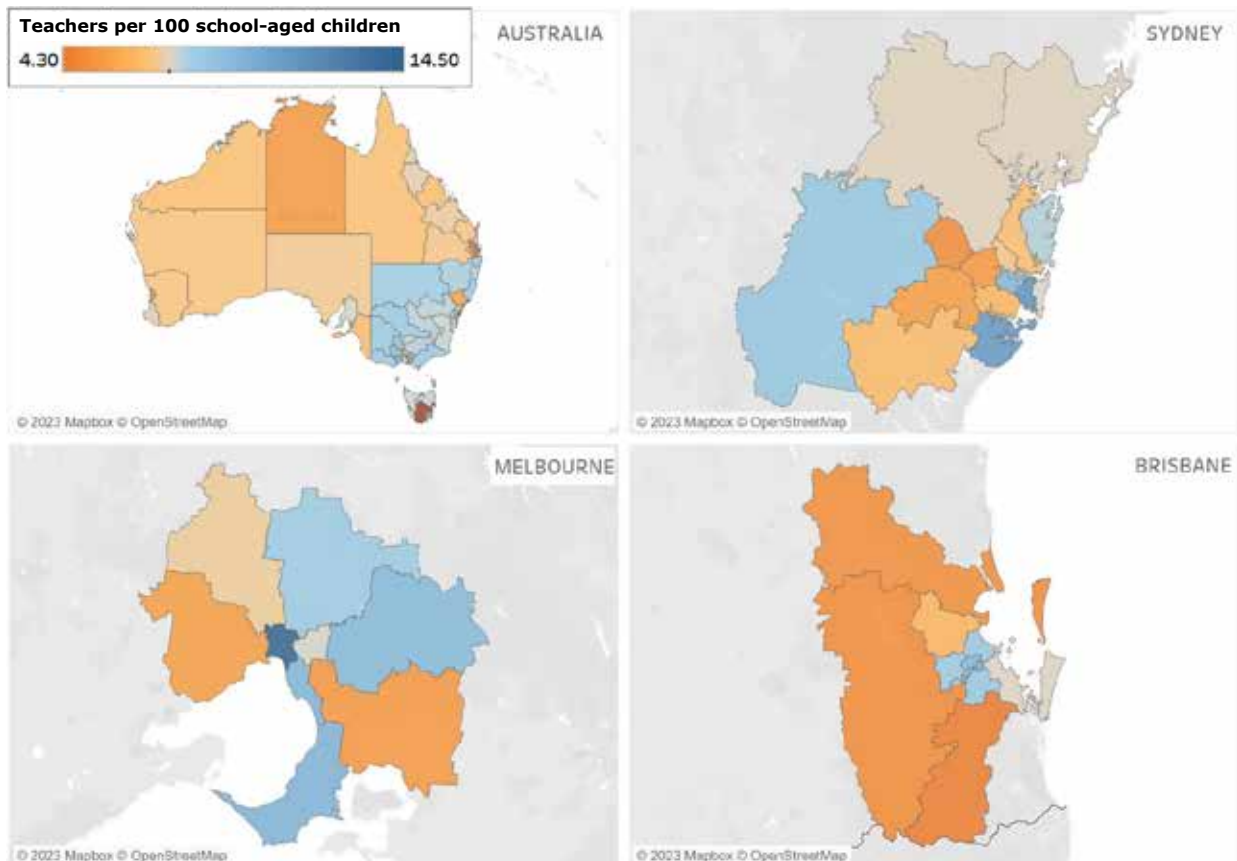 Teachers per 100 school-aged children
4.30 14.50
AUSTRALIA
SYDNEY
© 2023 Mapbox © OpenStreetMap
© 2023 Mapbox © OpenStreetMap
MELBOURNE
BRISBANE
© 2023 Mapbox © OpenStreetMap
© 2023 Mapbox © OpenStreetMap